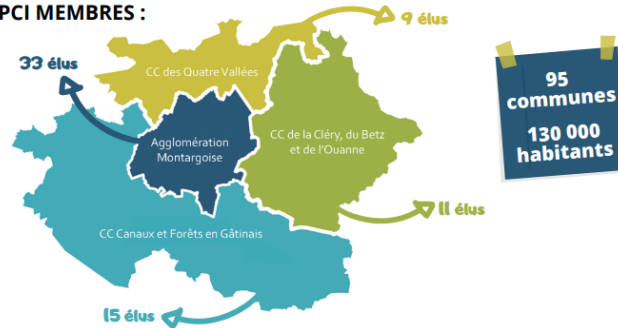 PCI MEMBRES :
9 élus
33 élus
CC des Quatre Vallées
95
communes
130 000
habitants
Agglomération
Montargoise
CC de la Cléry, du Betz
et de l'Ouanne
11 élus
CC Canaux et Forêts en Gâtinais
15 élus